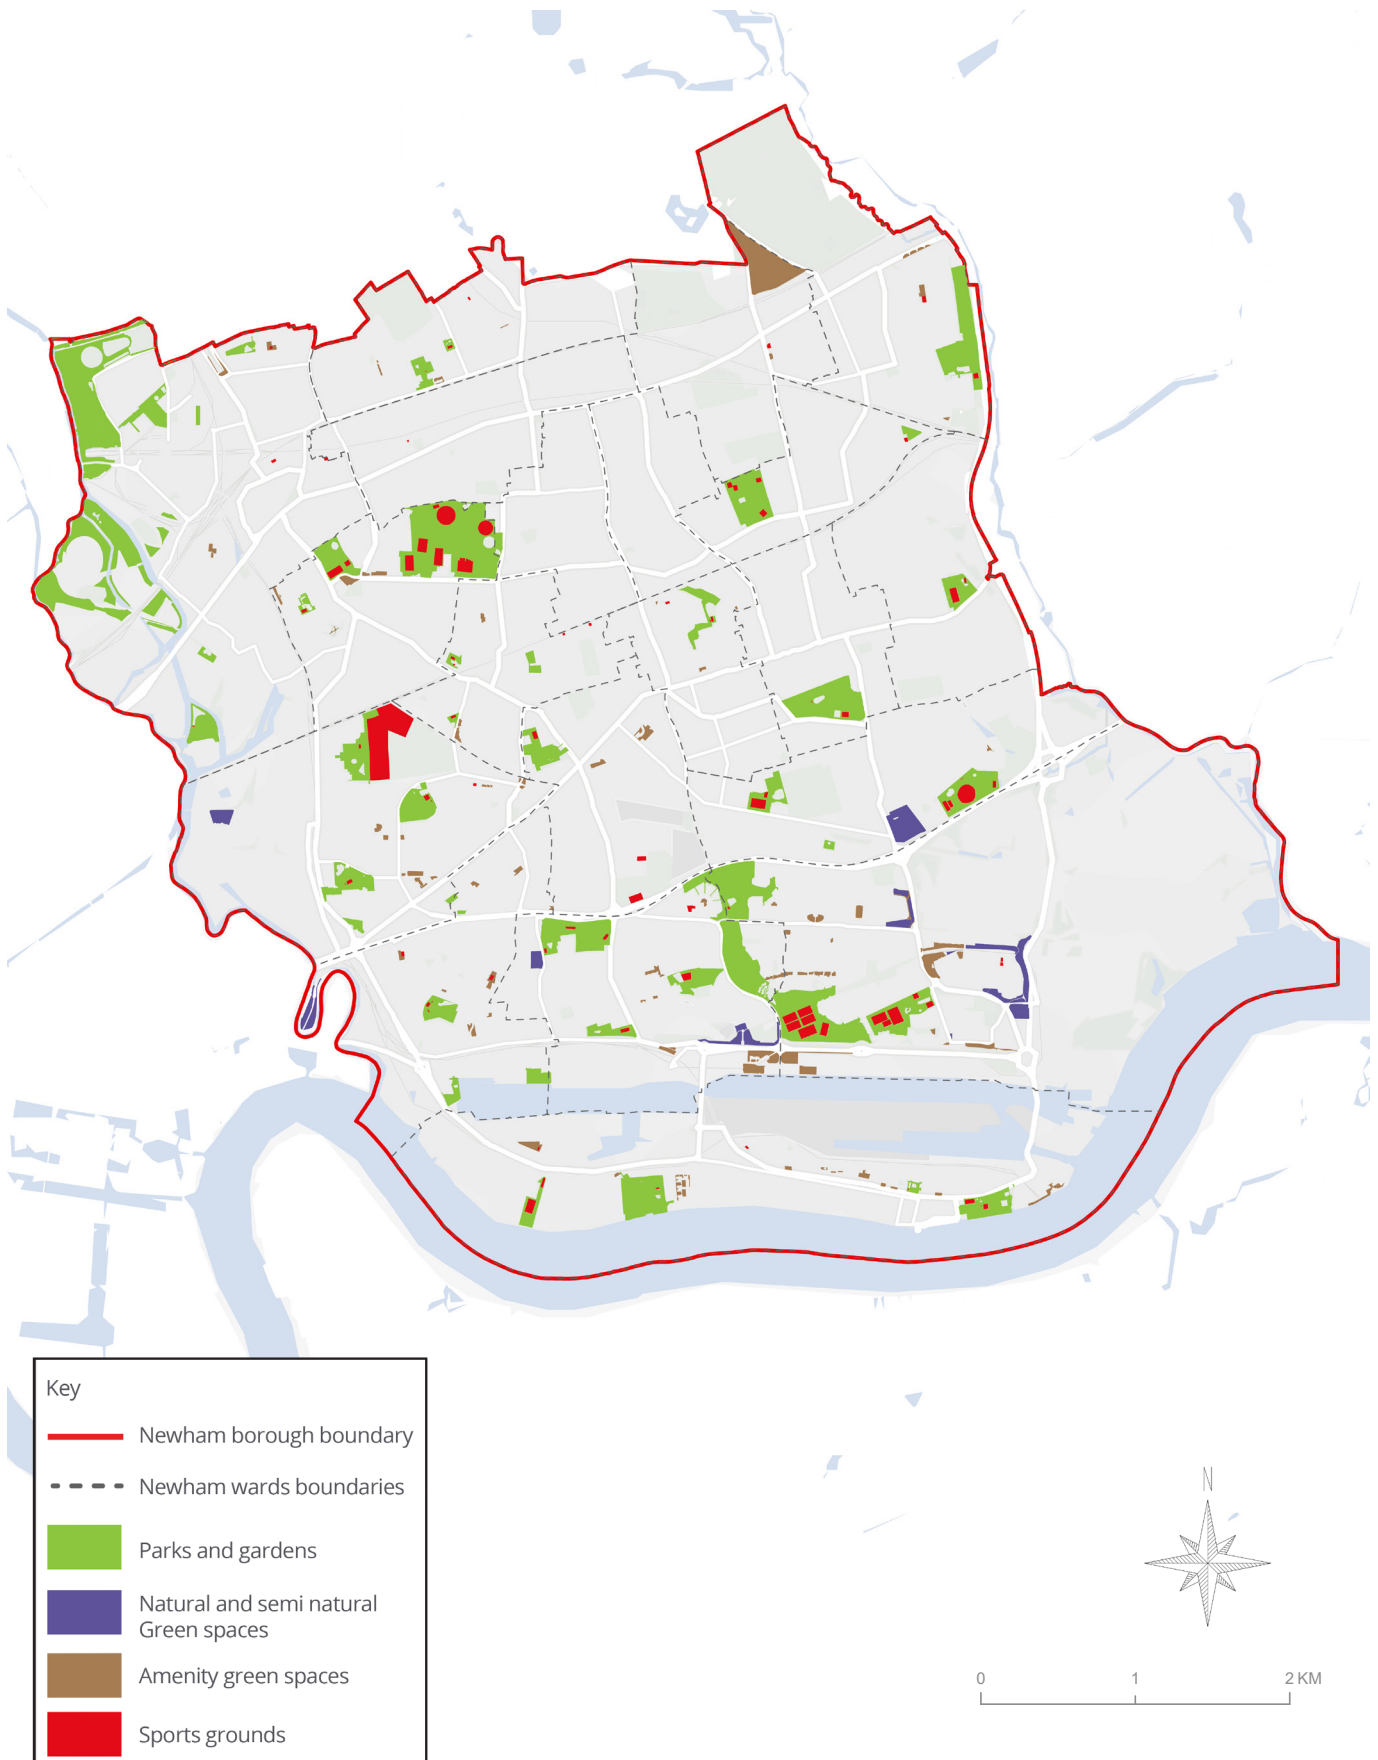 Key
Newham borough boundary
Newham wards boundaries
Parks and gardens
Natural and semi natural
Green spaces
Amenity green spaces
Sports grounds
N
0 1 2 KM